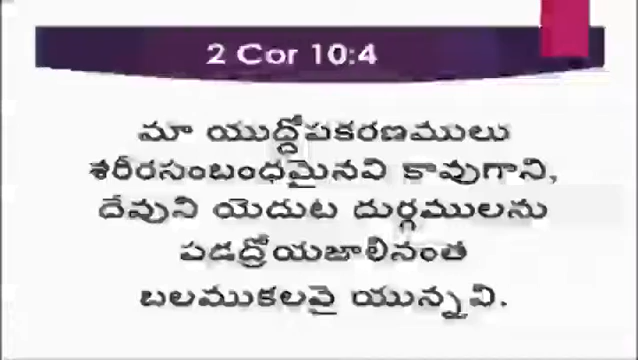 2 Cor 10:4
మా యుద్ధోపకరణములు
శరీరసంబంధమైనవి కావుగాని,
దేవుని యెదుట దుర్గములను
పడద్రోయజాలినంత
బలముకలవై యున్నవి.